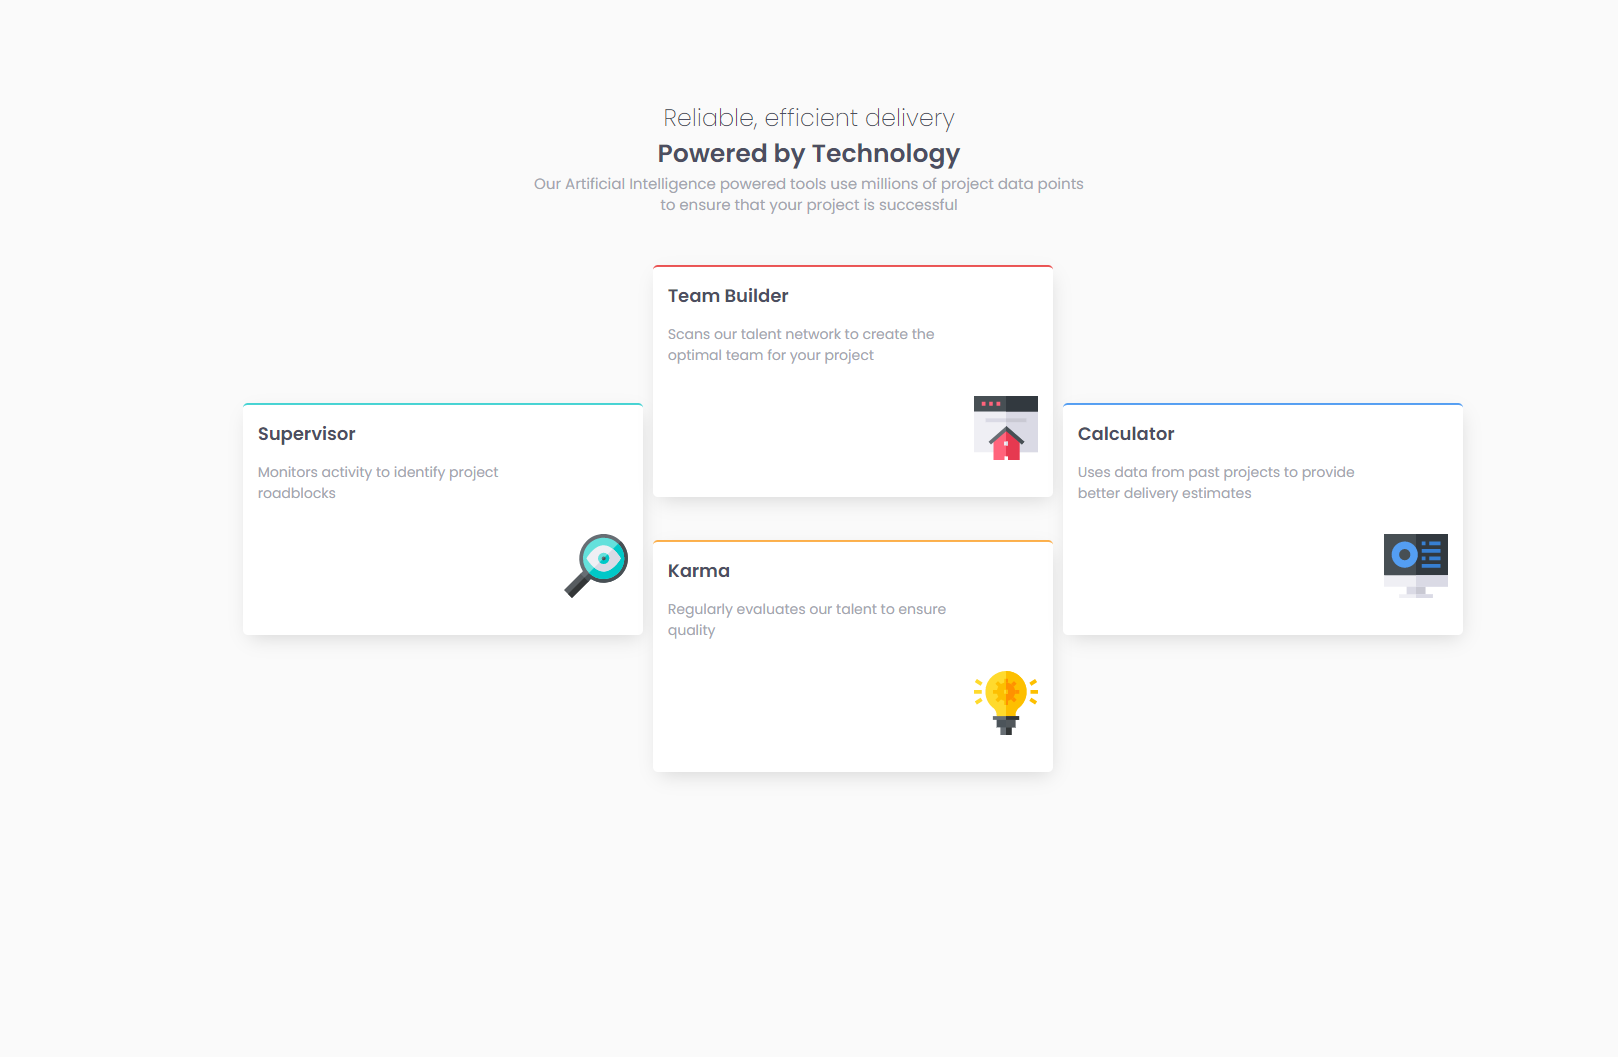 Reliable, efficient delivery
Powered by Technology
Our Artificial Intelligence powered tools use millions of project data points
to ensure that your project is successful
Team Builder
Scans our talent network to create the
optimal team for your project
Supervisor
Monitors activity to identify project
roadblocks
Calculator
Uses data from past projects to provide
better delivery estimates
Karma
Regularly evaluates our talent to ensure
quality